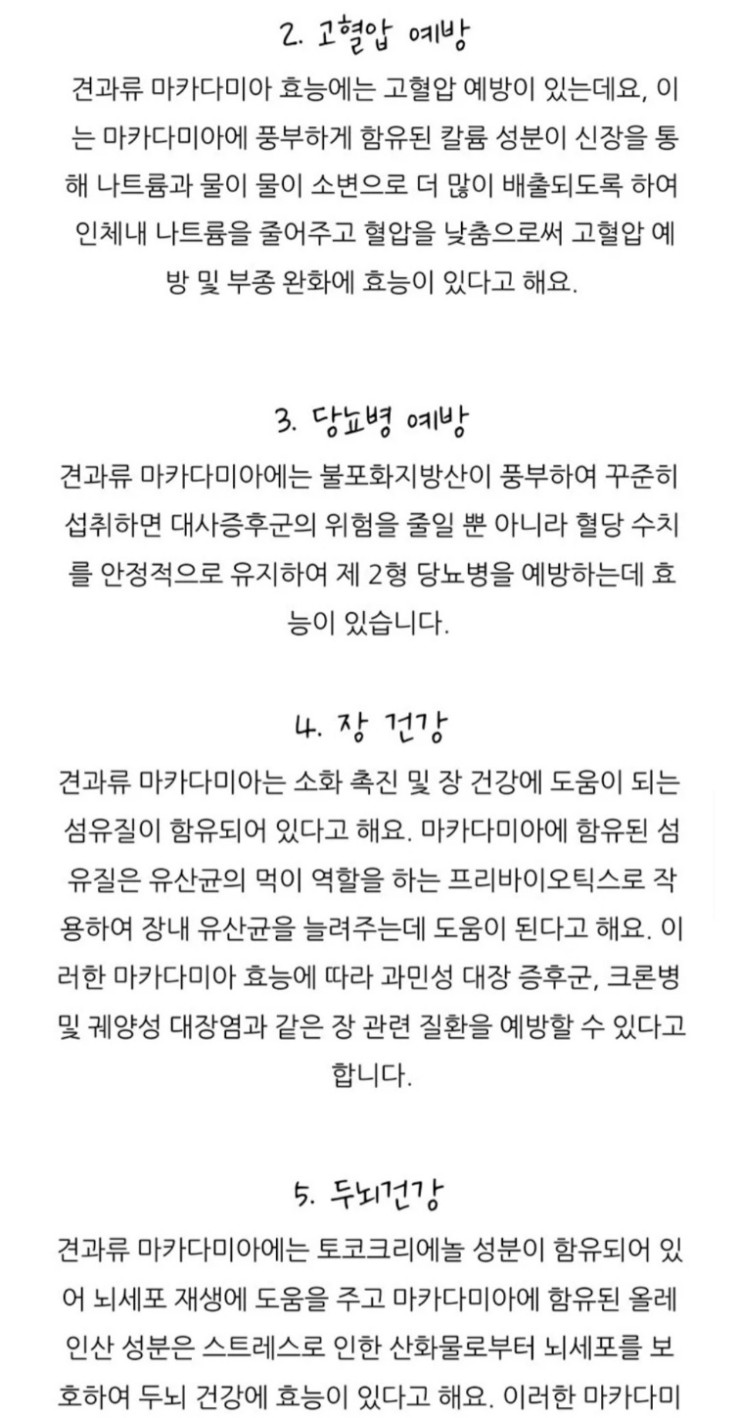 2. 고혈압 예방
견과류 마카다미아 효능에는 고혈압 예방이 있는데요, 이
는 마카다미아에 풍부하게 함유된 칼륨 성분이 신장을 통
해 나트륨과 물이 물이 소변으로 더 많이 배출되도록 하여
인체내 나트륨을 줄어주고 혈압을 낮춤으로써 고혈압 예
방 및 부종 완화에 효능이 있다고 해요.
3. 당뇨병 예방
견과류 마카다미아에는 불포화지방산이 풍부하여 꾸준히
섭취하면 대사증후군의 위험을 줄일 뿐 아니라 혈당 수치
를 안정적으로 유지하여 제 2형 당뇨병을 예방하는데 효
능이 있습니다.
4. 장 건강
견과류 마카다미아는 소화 촉진 및 장 건강에 도움이 되는
섬유질이 함유되어 있다고 해요. 마카다미아에 함유된 섬
유질은 유산균의 먹이 역할을 하는 프리바이오틱스로 작
용하여 장내 유산균을 늘려주는데 도움이 된다고 해요. 이
러한 마카다미아 효능에 따라 과민성 대장 증후군, 크론병
및 궤양성 대장염과 같은 장 관련 질환을 예방할 수 있다고
합니다.
5. 두뇌건강
견과류 마카다미아에는 토코크리에놀 성분이 함유되어 있
어 뇌세포 재생에 도움을 주고 마카다미아에 함유된 올레
인산 성분은 스트레스로 인한 산화물로부터 뇌세포를 보
호하여 두뇌 건강에 효능이 있다고 해요. 이러한 마카다미